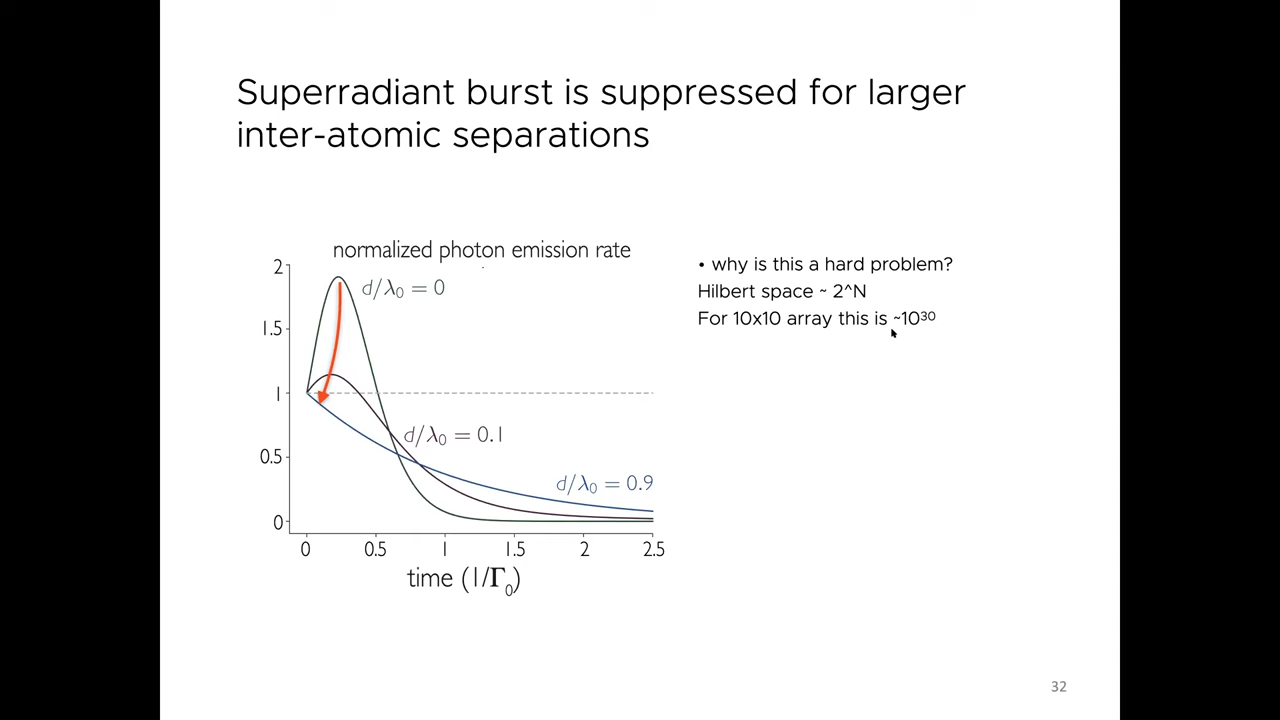 Superradiant burst is suppressed for larger
inter-atomic separations
normalized photon emission rate
2
1.5
1
0.5
0
d/λ₀ = 0
d/λ₀ = 0.1
d/λ₀ = 0.9
0 0.5 1 1.5 2 2.5
time (1/Γ₀)
• why is this a hard problem?
Hilbert space ~ 2^N
For 10x10 array this is ~10³⁰
32